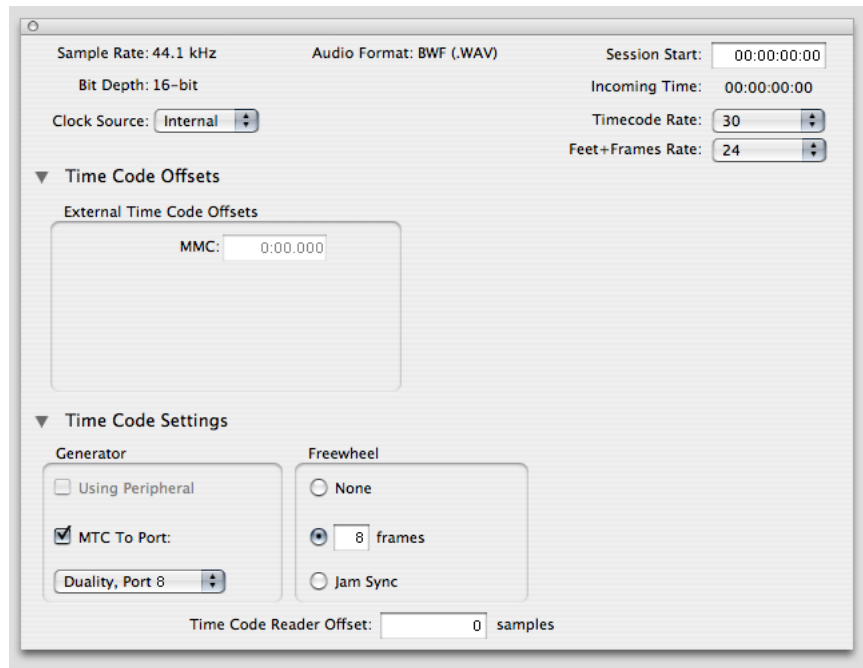 Sample Rate: 44.1 kHz
Audio Format: BWF (.WAV)
Session Start: 00:00:00:00
Bit Depth: 16-bit
Incoming Time: 00:00:00:00
Clock Source: Internal
Timecode Rate: 30
Feet+Frames Rate: 24
Time Code Offsets
External Time Code Offsets
MMC: 0:00.000
Time Code Settings
Generator
Using Peripheral
MTC To Port:
Duality, Port 8
Freewheel
None
8 frames
Jam Sync
Time Code Reader Offset: 0 samples